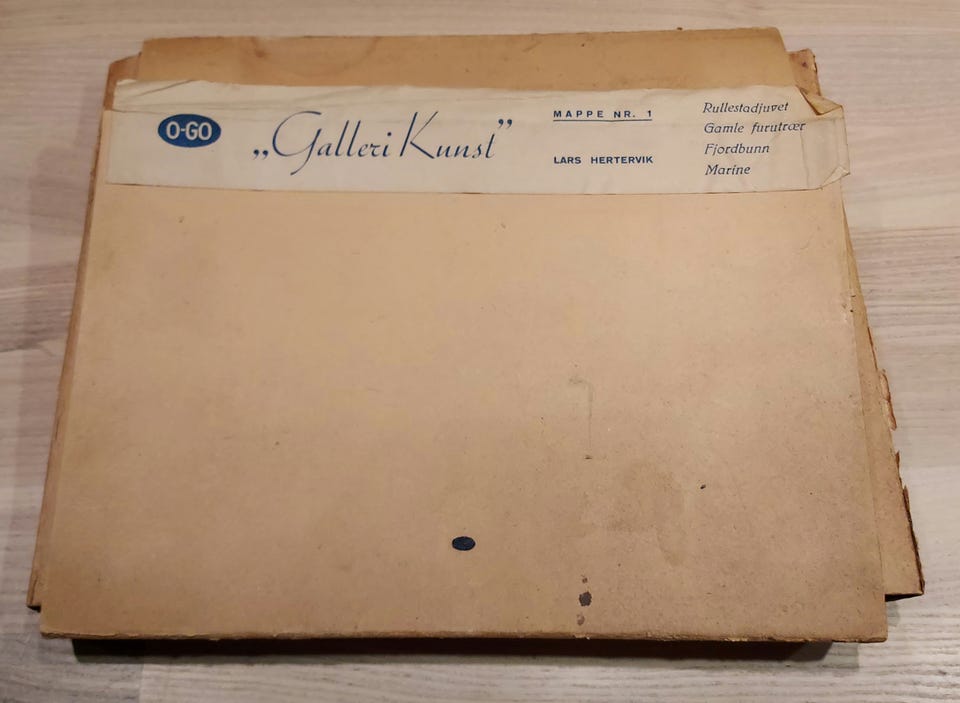 O-GO
„Galleri Kunst”
MAPPE NR. 1
LARS HERTERVIK
Rullestadjuvet
Gamle furutrær
Fjordbunn
Marine